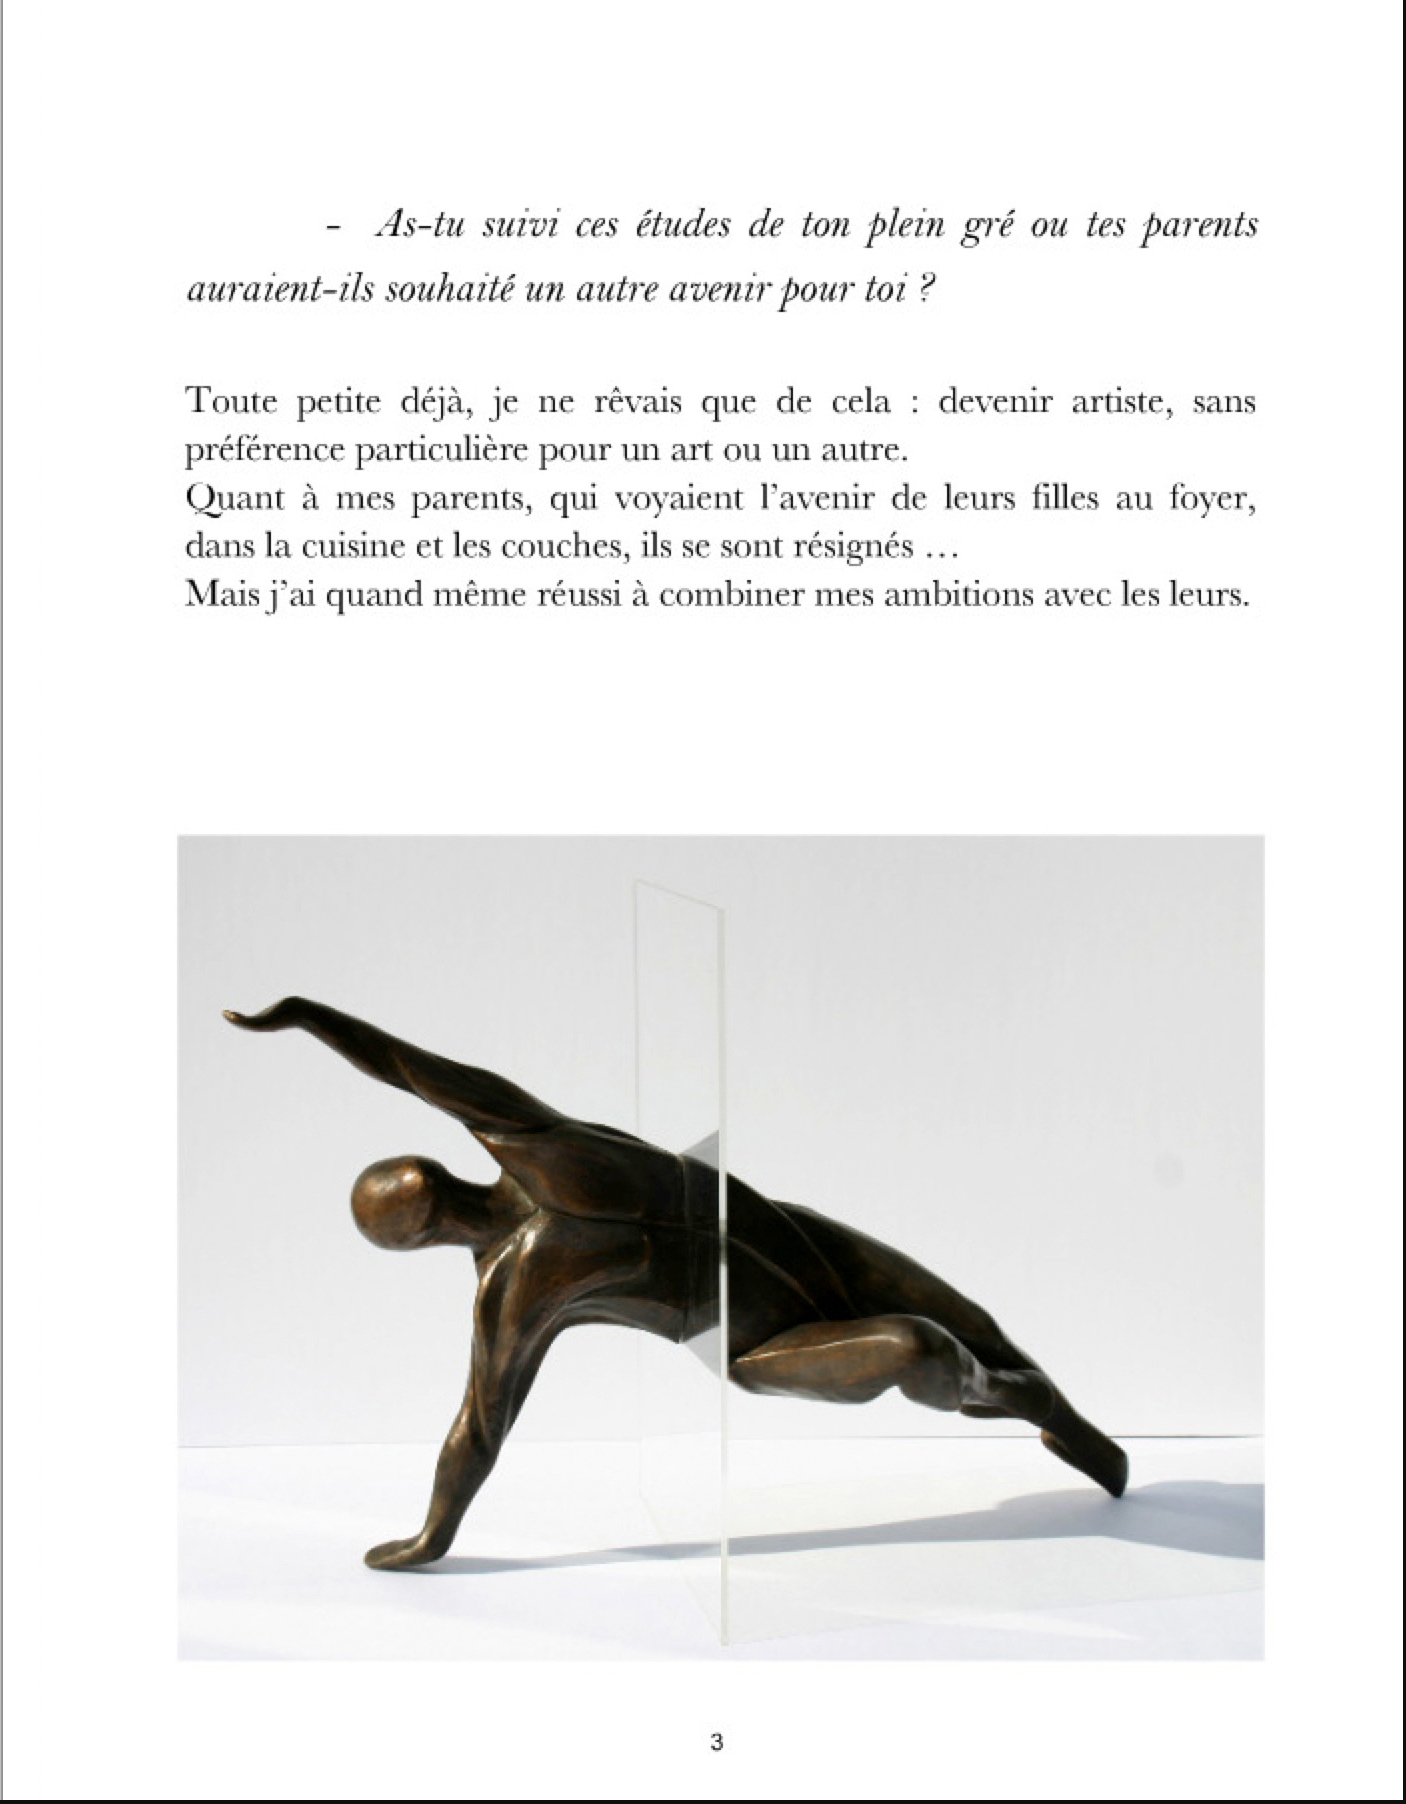 - As-tu suivi ces études de ton plein gré ou tes parents
auraient-ils souhaité un autre avenir pour toi ?
Toute petite déjà, je ne rêvais que de cela : devenir artiste, sans
préférence particulière pour un art ou un autre.
Quant à mes parents, qui voyaient l’avenir de leurs filles au foyer,
dans la cuisine et les couches, ils se sont résignés …
Mais j’ai quand même réussi à combiner mes ambitions avec les leurs.
3